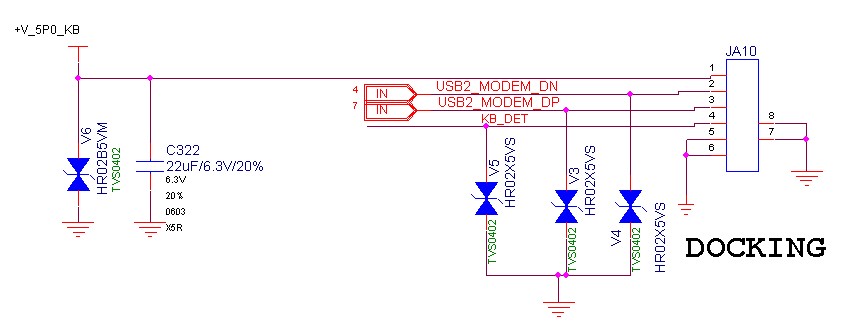 +V_5P0_KB
JA10
1
2
3
4
5
6
8
7
4 IN USB2_MODEM_DN
7 IN USB2_MODEM_DP
KB_DET
V6
HR02B5VM
TVS0402
C322
22uF/6.3V/20%
6.3V
20%
0603
X5R
V5
HR02X5VS
TVS0402
V3
HR02X5VS
TVS0402
V4
HR02X5VS
TVS0402
DOCKING